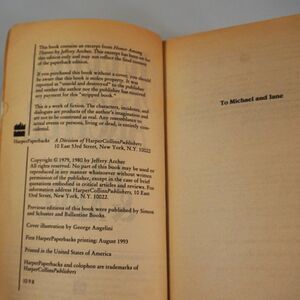 This book contains an excerpt from Honor Among
Thieves by Jeffrey Archer. This excerpt has been set for
this edition only and may not reflect the final content
of the paperback edition.
If you purchased this book without a cover, you should
be aware that this book is stolen property. It was
reported as "unsold and destroyed" to the publisher
and neither the author nor the publisher has received
any payment for this "stripped book."
This is a work of fiction. The characters, incidents, and
dialogues are products of the author's imagination and
are not to be construed as real. Any resemblance to
actual events or persons, living or dead, is entirely
coincidental.
HarperPaperbacks
A Division of HarperCollinsPublishers
10 East 53rd Street, New York, N.Y. 10022
Copyright © 1979, 1980 by Jeffrey Archer
All rights reserved. No part of this book may be used or
reproduced in any manner whatsoever without written
permission of the publisher, except in the case of brief
quotations embodied in critical articles and reviews. For
information address HarperCollinsPublishers,
10 East 53rd Street, New York, N.Y. 10022.
Previous editions of this book were published by Simon
and Schuster and Ballantine Books.
Cover illustration by George Angelini
First HarperPaperbacks printing: August 1993
Printed in the United States of America
HarperPaperbacks and colophon are trademarks of
HarperCollinsPublishers
10 9 8
To Michael and Jane